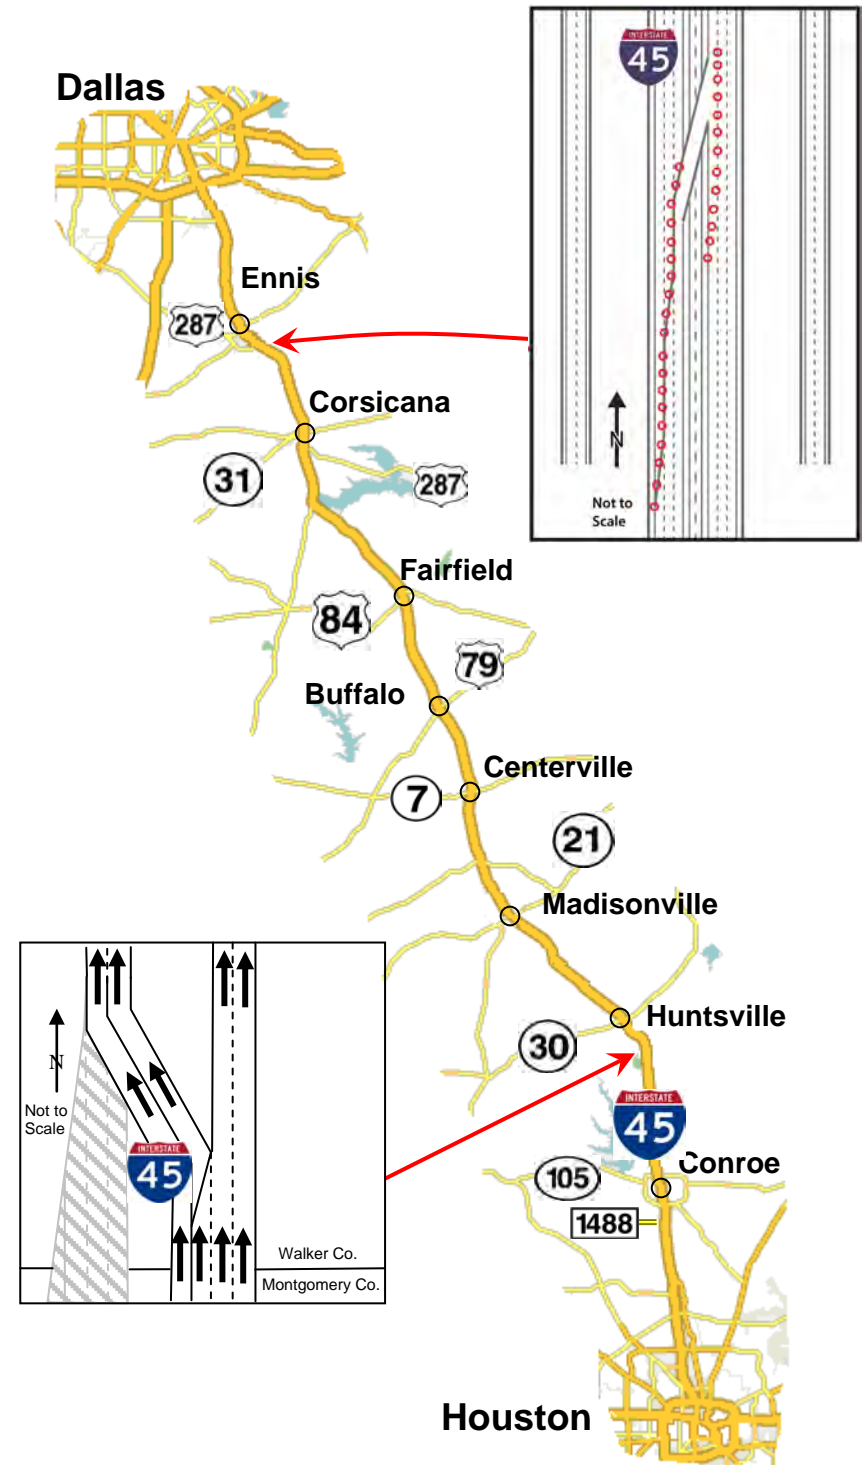 INTERSTATE
45
Dallas
Ennis
287
Corsicana
31
287
N
Not to
Scale
Fairfield
84
79
Buffalo
Centerville
7
21
Madisonville
Huntsville
30
N
Not to
Scale
INTERSTATE
45
Walker Co.
Montgomery Co.
INTERSTATE
45
Conroe
105
1488
Houston